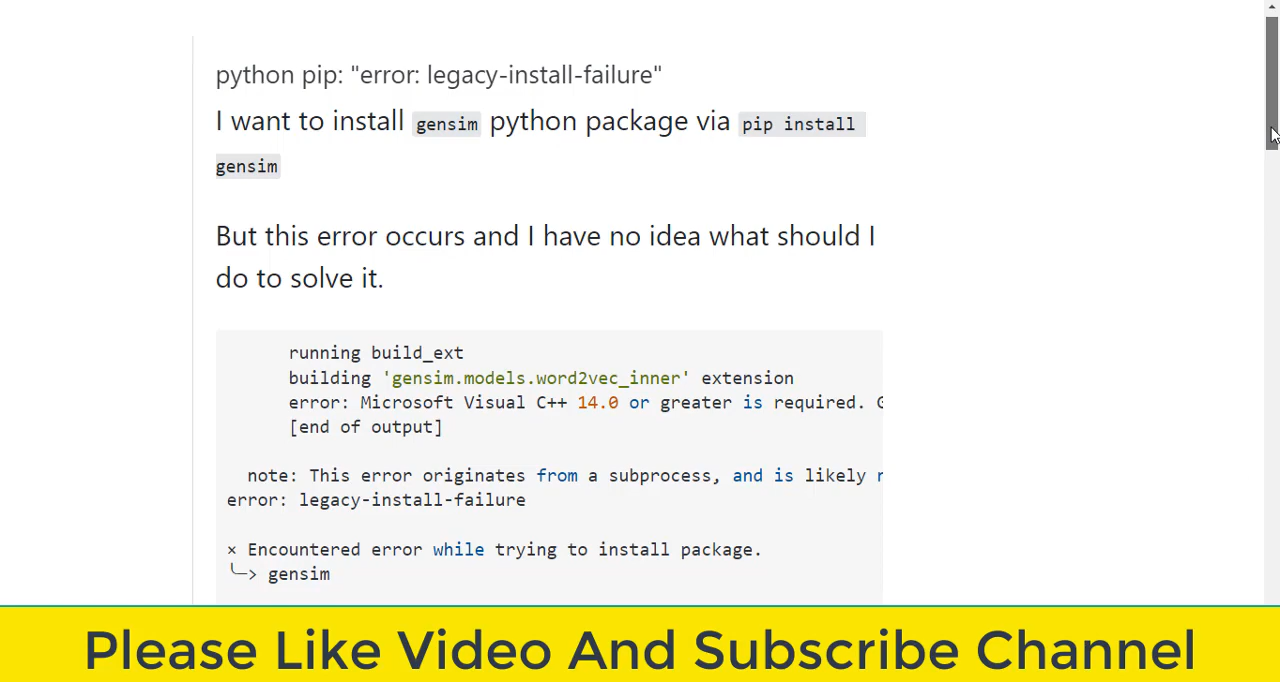 python pip: "error: legacy-install-failure"
I want to install gensim python package via pip install
gensim
But this error occurs and I have no idea what should I
do to solve it.
running build_ext
building 'gensim.models.word2vec_inner' extension
error: Microsoft Visual C++ 14.0 or greater is required.
[end of output]
note: This error originates from a subprocess, and is likely
error: legacy-install-failure
× Encountered error while trying to install package.
╰─> gensim
Please Like Video And Subscribe Channel